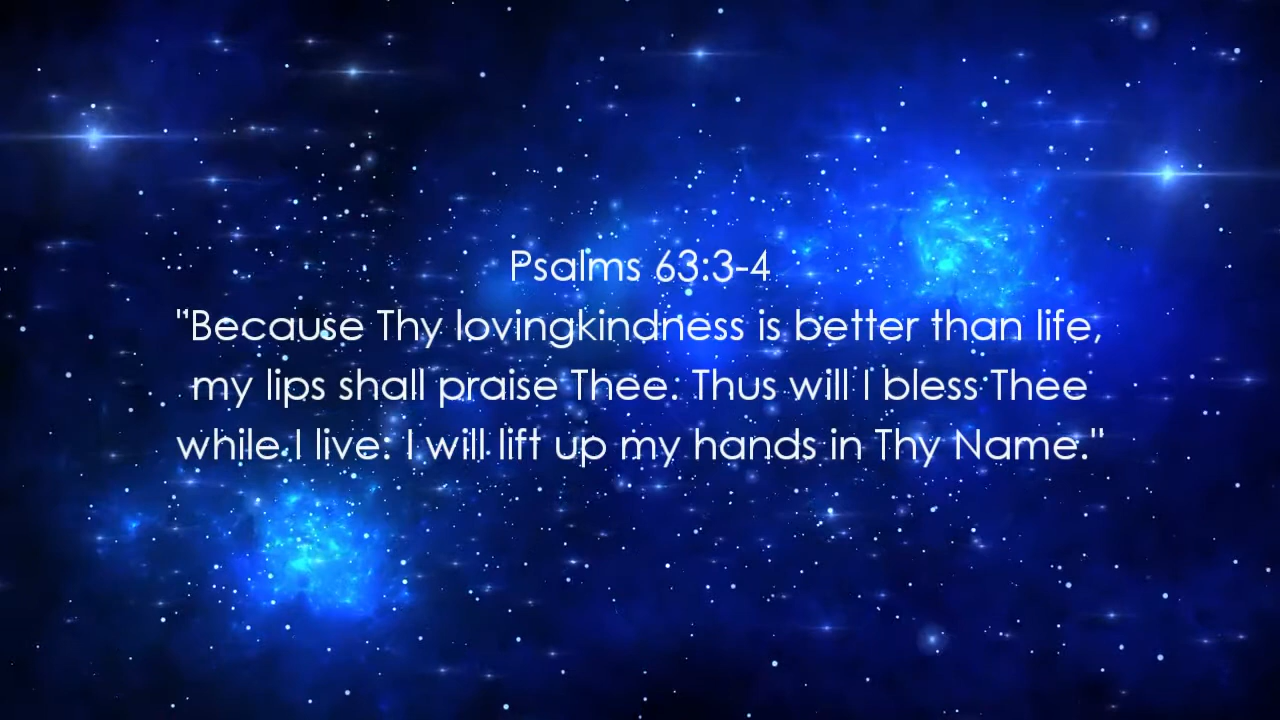 Psalms 63:3-4
"Because Thy lovingkindness is better than life,
my lips shall praise Thee. Thus will I bless Thee
while I live: I will lift up my hands in Thy Name."